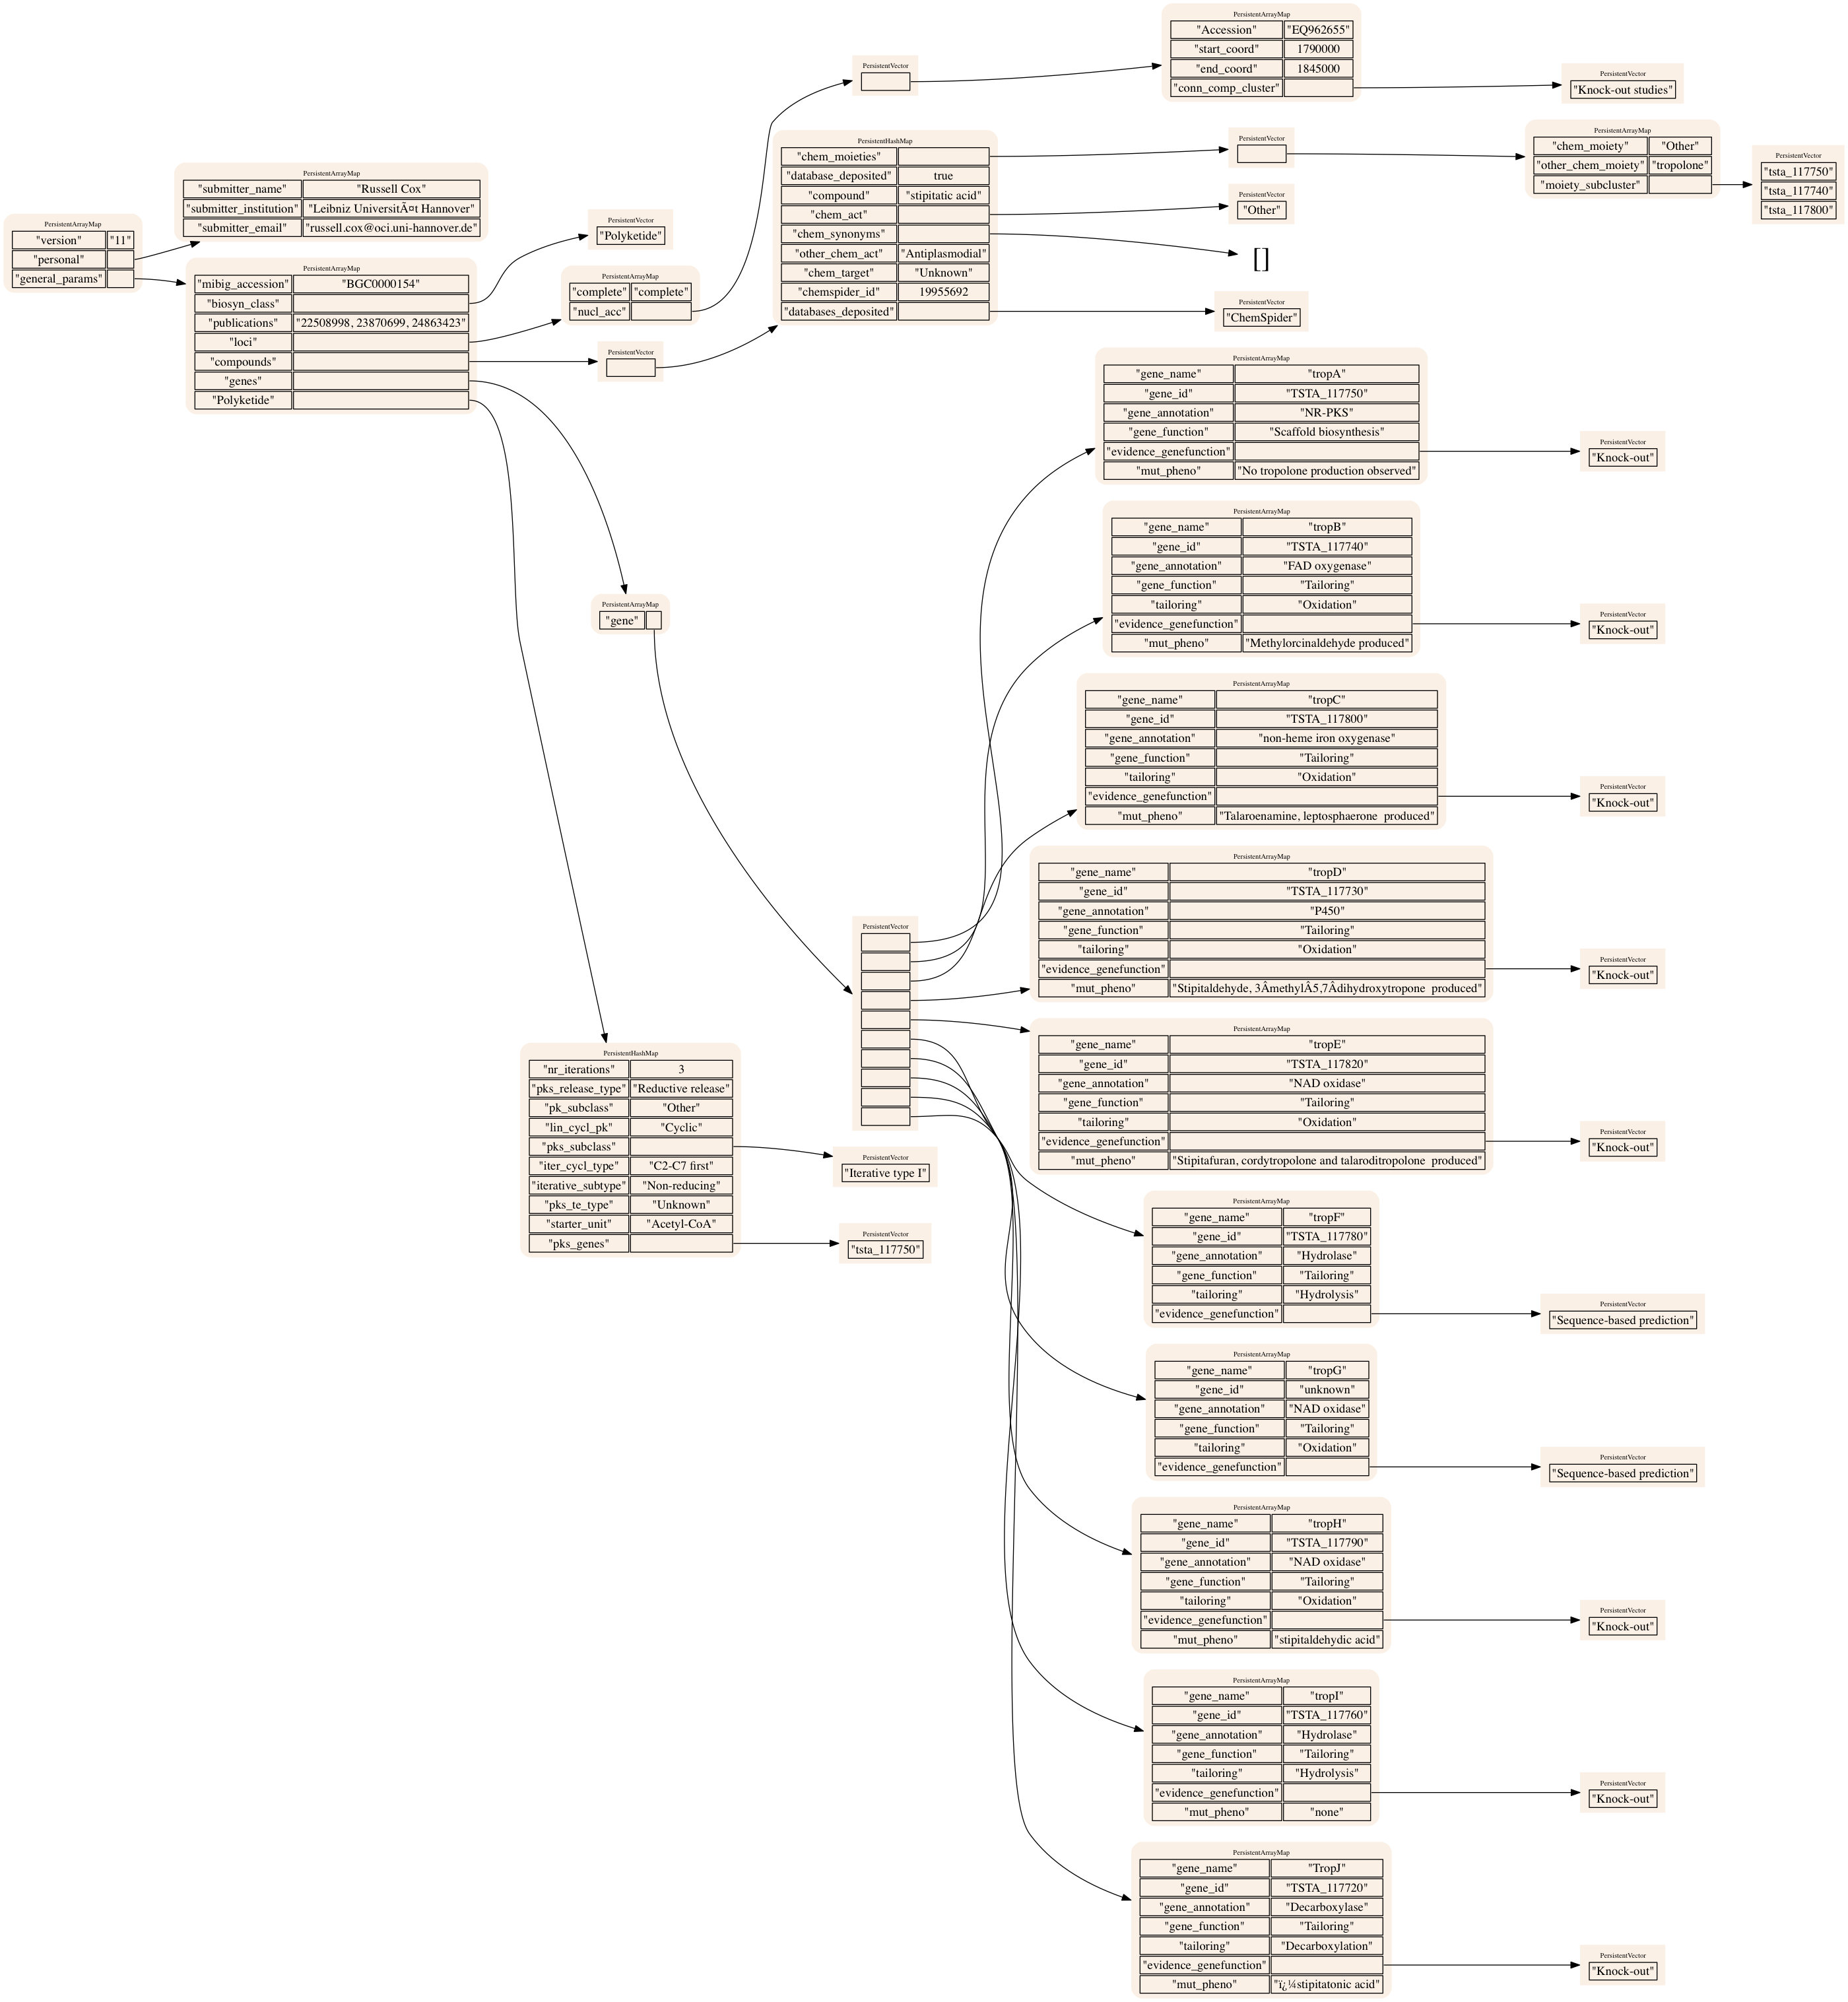 PersistentArrayMap
"version" "11"
"personal"
"general_params"
PersistentArrayMap
"submitter_name" "Russell Cox"
"submitter_institution" "Leibniz UniversitÃ¤t Hannover"
"submitter_email" "russell.cox@oci.uni-hannover.de"
PersistentArrayMap
"mibig_accession" "BGC0000154"
"biosyn_class"
"publications" "22508998, 23870699, 24863423"
"loci"
"compounds"
"genes"
"Polyketide"
PersistentVector
"Polyketide"
PersistentArrayMap
"complete" "complete"
"nucl_acc"
PersistentVector
PersistentVector
PersistentArrayMap
"Accession" "EQ962655"
"start_coord" 1790000
"end_coord" 1845000
"conn_comp_cluster"
PersistentVector
"Knock-out studies"
PersistentHashMap
"chem_moieties"
"database_deposited" true
"compound" "stipitatic acid"
"chem_act"
"chem_synonyms"
"other_chem_act" "Antiplasmodial"
"chem_target" "Unknown"
"chemspider_id" 19955692
"databases_deposited"
PersistentVector
PersistentArrayMap
"chem_moiety" "Other"
"other_chem_moiety" "tropolone"
"moiety_subcluster"
PersistentVector
"tsta_117750"
"tsta_117740"
"tsta_117800"
PersistentVector
"Other"
[]
PersistentVector
"ChemSpider"
PersistentArrayMap
"gene"
PersistentVector
PersistentArrayMap
"gene_name" "tropA"
"gene_id" "TSTA_117750"
"gene_annotation" "NR-PKS"
"gene_function" "Scaffold biosynthesis"
"evidence_genefunction"
"mut_pheno" "No tropolone production observed"
PersistentVector
"Knock-out"
PersistentArrayMap
"gene_name" "tropB"
"gene_id" "TSTA_117740"
"gene_annotation" "FAD oxygenase"
"gene_function" "Tailoring"
"tailoring" "Oxidation"
"evidence_genefunction"
"mut_pheno" "Methylorcinaldehyde produced"
PersistentVector
"Knock-out"
PersistentArrayMap
"gene_name" "tropC"
"gene_id" "TSTA_117800"
"gene_annotation" "non-heme iron oxygenase"
"gene_function" "Tailoring"
"tailoring" "Oxidation"
"evidence_genefunction"
"mut_pheno" "Talaroenamine, leptosphaerone  produced"
PersistentVector
"Knock-out"
PersistentArrayMap
"gene_name" "tropD"
"gene_id" "TSTA_117730"
"gene_annotation" "P450"
"gene_function" "Tailoring"
"tailoring" "Oxidation"
"evidence_genefunction"
"mut_pheno" "Stipitaldehyde, 3ÂmethylÂ5,7Âdihydroxytropone  produced"
PersistentVector
"Knock-out"
PersistentArrayMap
"gene_name" "tropE"
"gene_id" "TSTA_117820"
"gene_annotation" "NAD oxidase"
"gene_function" "Tailoring"
"tailoring" "Oxidation"
"evidence_genefunction"
"mut_pheno" "Stipitafuran, cordytropolone and talaroditropolone  produced"
PersistentVector
"Knock-out"
PersistentHashMap
"nr_iterations" 3
"pks_release_type" "Reductive release"
"pk_subclass" "Other"
"lin_cycl_pk" "Cyclic"
"pks_subclass"
"iter_cycl_type" "C2-C7 first"
"iterative_subtype" "Non-reducing"
"pks_te_type" "Unknown"
"starter_unit" "Acetyl-CoA"
"pks_genes"
PersistentVector
"Iterative type I"
PersistentVector
"tsta_117750"
PersistentArrayMap
"gene_name" "tropF"
"gene_id" "TSTA_117780"
"gene_annotation" "Hydrolase"
"gene_function" "Tailoring"
"tailoring" "Hydrolysis"
"evidence_genefunction"
PersistentVector
"Sequence-based prediction"
PersistentArrayMap
"gene_name" "tropG"
"gene_id" "unknown"
"gene_annotation" "NAD oxidase"
"gene_function" "Tailoring"
"tailoring" "Oxidation"
"evidence_genefunction"
PersistentVector
"Sequence-based prediction"
PersistentArrayMap
"gene_name" "tropH"
"gene_id" "TSTA_117790"
"gene_annotation" "NAD oxidase"
"gene_function" "Tailoring"
"tailoring" "Oxidation"
"evidence_genefunction"
"mut_pheno" "stipitaldehydic acid"
PersistentVector
"Knock-out"
PersistentArrayMap
"gene_name" "tropI"
"gene_id" "TSTA_117760"
"gene_annotation" "Hydrolase"
"gene_function" "Tailoring"
"tailoring" "Hydrolysis"
"evidence_genefunction"
"mut_pheno" "none"
PersistentVector
"Knock-out"
PersistentArrayMap
"gene_name" "TropJ"
"gene_id" "TSTA_117720"
"gene_annotation" "Decarboxylase"
"gene_function" "Tailoring"
"tailoring" "Decarboxylation"
"evidence_genefunction"
"mut_pheno" "ï¿¼stipitatonic acid"
PersistentVector
"Knock-out"